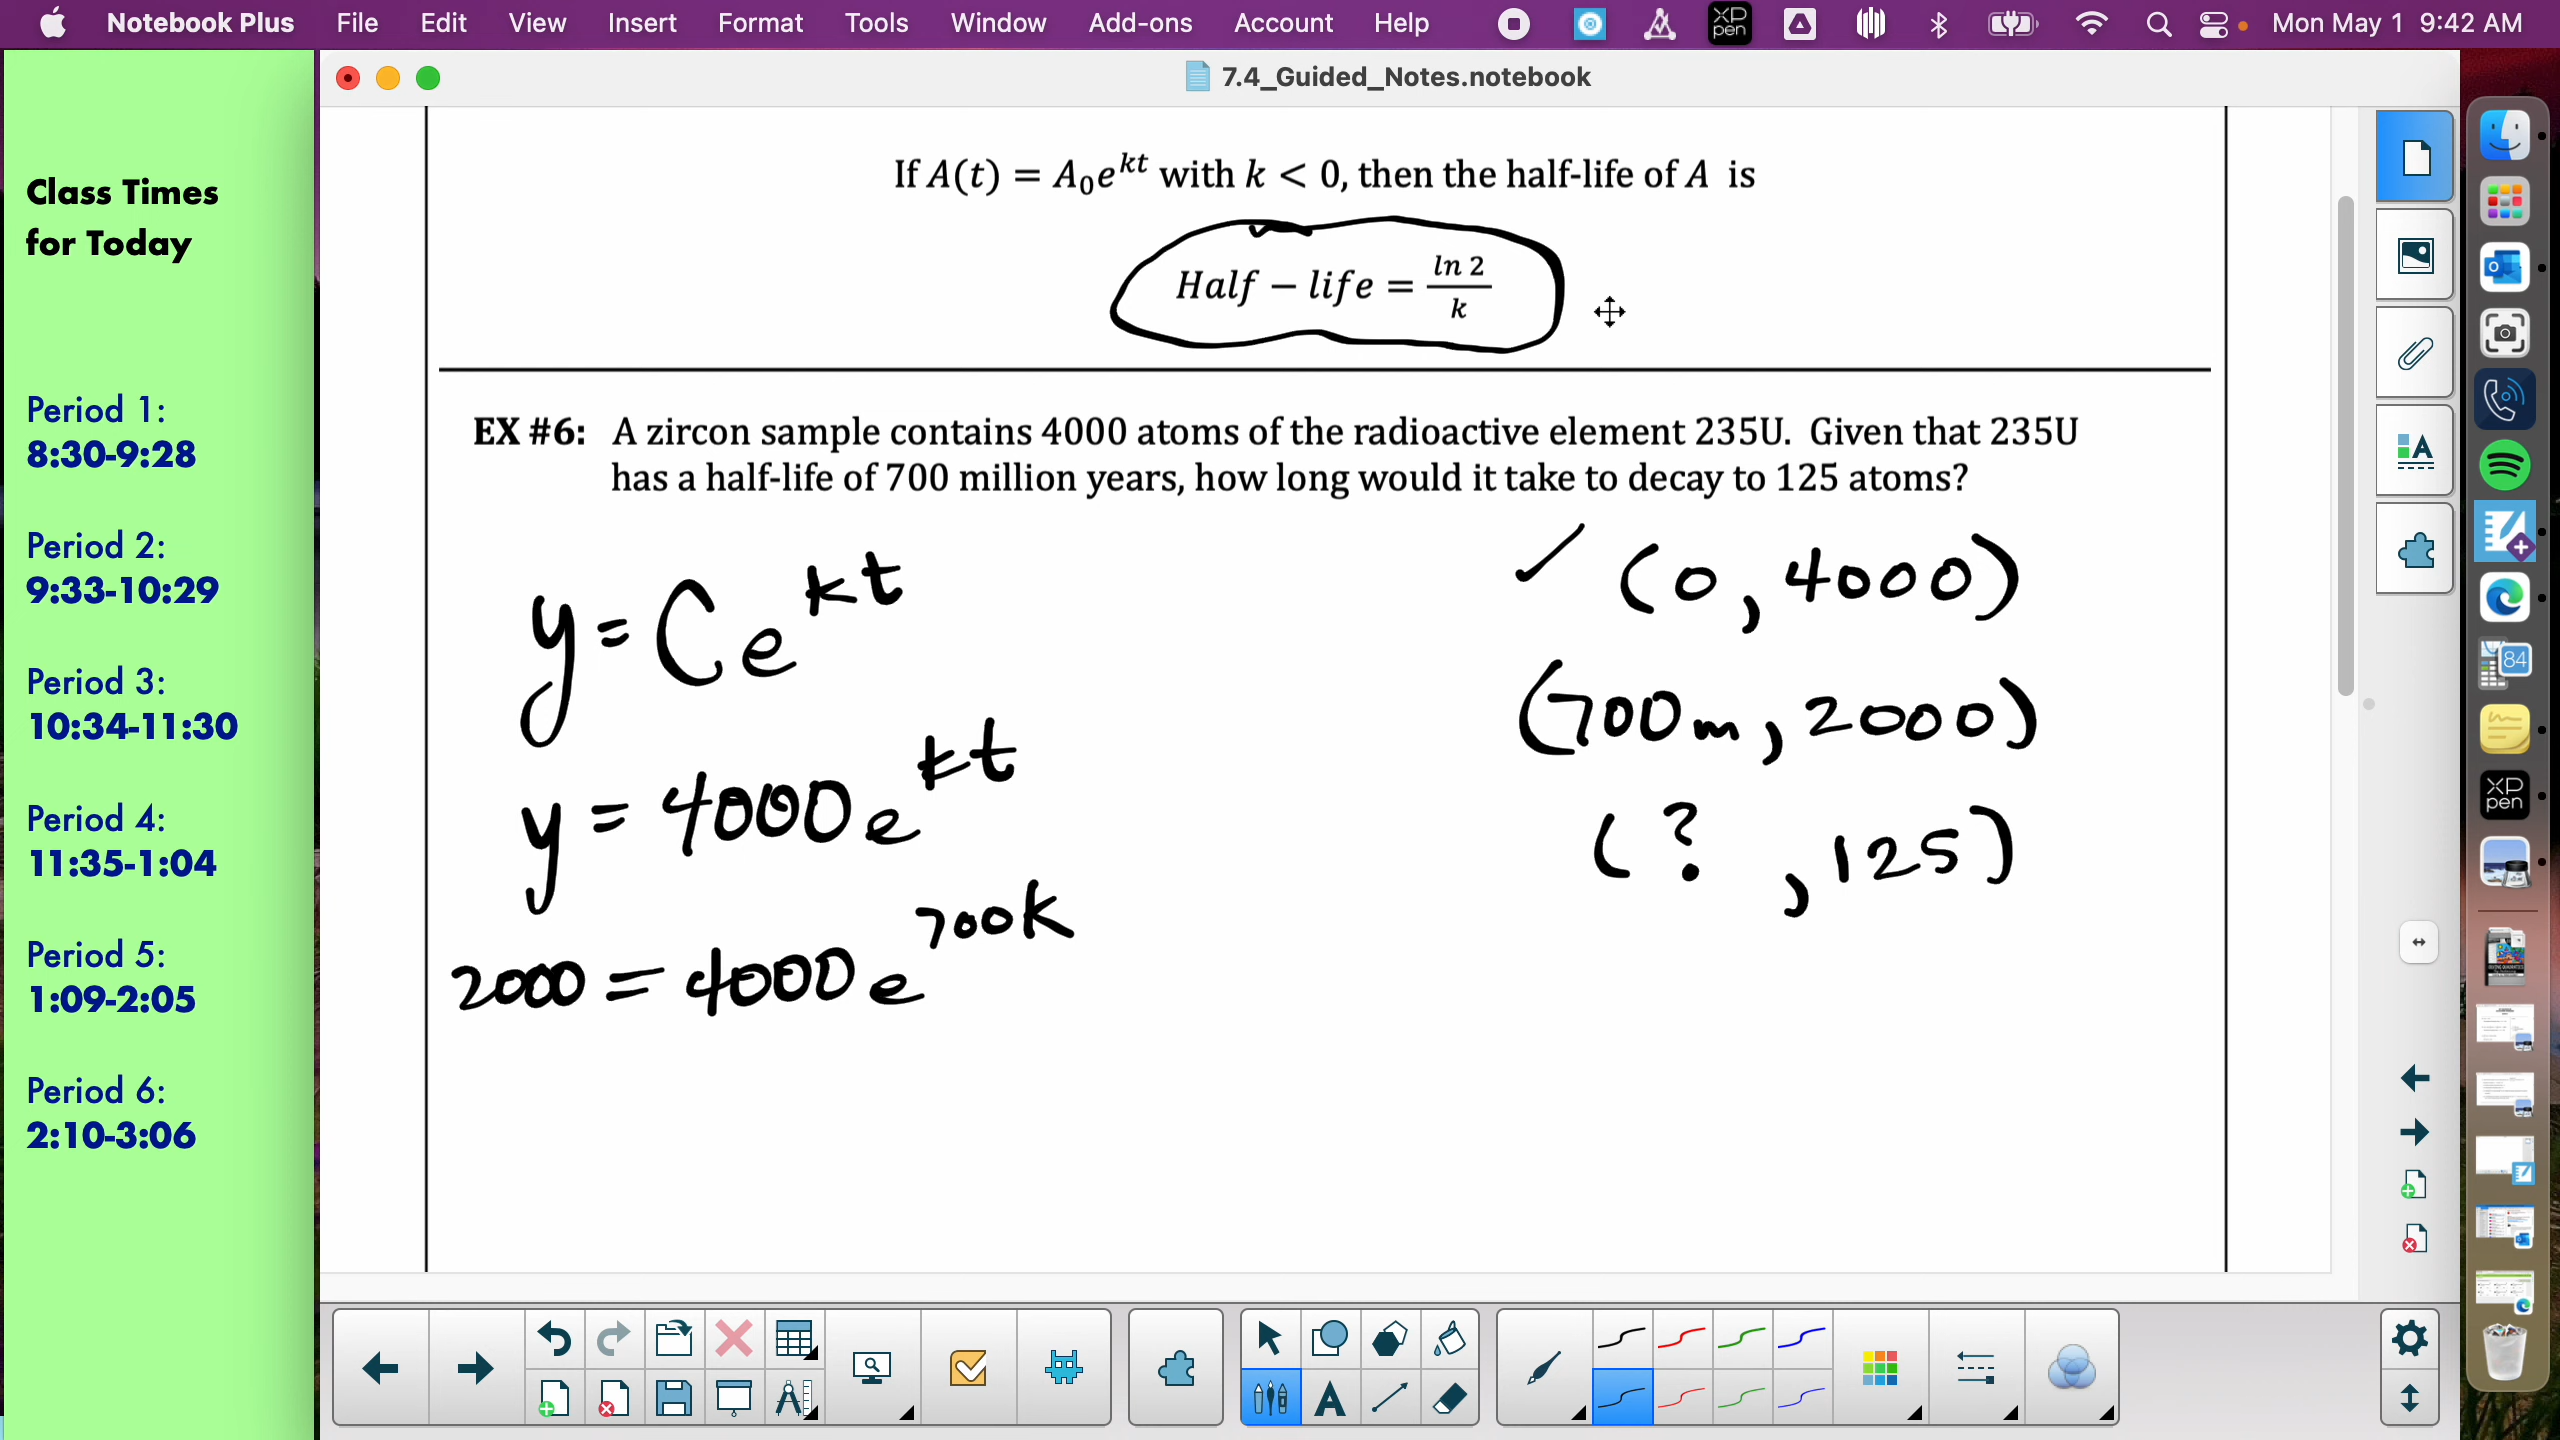 Notebook Plus File Edit View Insert Format Tools Window Add-ons Account Help XP pen Mon May 1 9:42 AM
7.4_Guided_Notes.notebook
Class Times
for Today
Period 1:
8:30-9:28
Period 2:
9:33-10:29
Period 3:
10:34-11:30
Period 4:
11:35-1:04
Period 5:
1:09-2:05
Period 6:
2:10-3:06
If A(t) = A₀e^{kt} with k < 0, then the half-life of A is
Half – life = ln 2 / k
EX #6: A zircon sample contains 4000 atoms of the radioactive element 235U. Given that 235U
has a half-life of 700 million years, how long would it take to decay to 125 atoms?
y = Ce^{kt}
✓ (0, 4000)
(700m, 2000)
y = 4000e^{kt}
(?, 125)
2000 = 4000e^{700k}
A
84
XP
pen
A